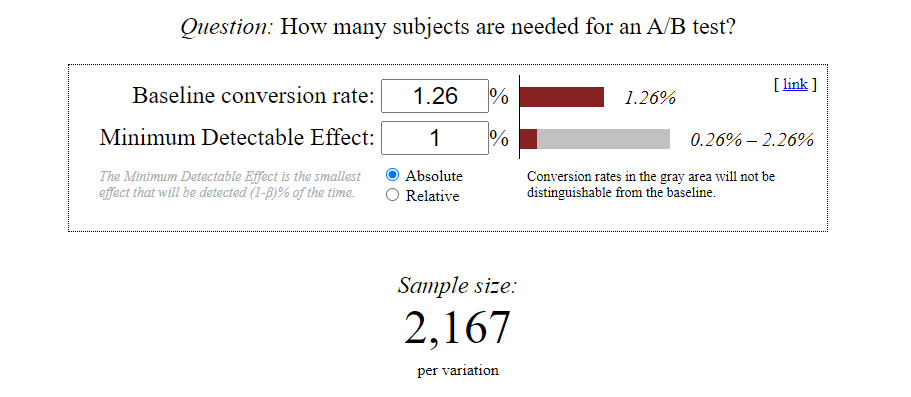 Question: How many subjects are needed for an A/B test?
[ link ]
Baseline conversion rate: 1.26 % 1.26%
Minimum Detectable Effect: 1 % 0.26% – 2.26%
The Minimum Detectable Effect is the smallest
effect that will be detected (1-β)% of the time.
Absolute
Relative
Conversion rates in the gray area will not be
distinguishable from the baseline.
Sample size:
2,167
per variation